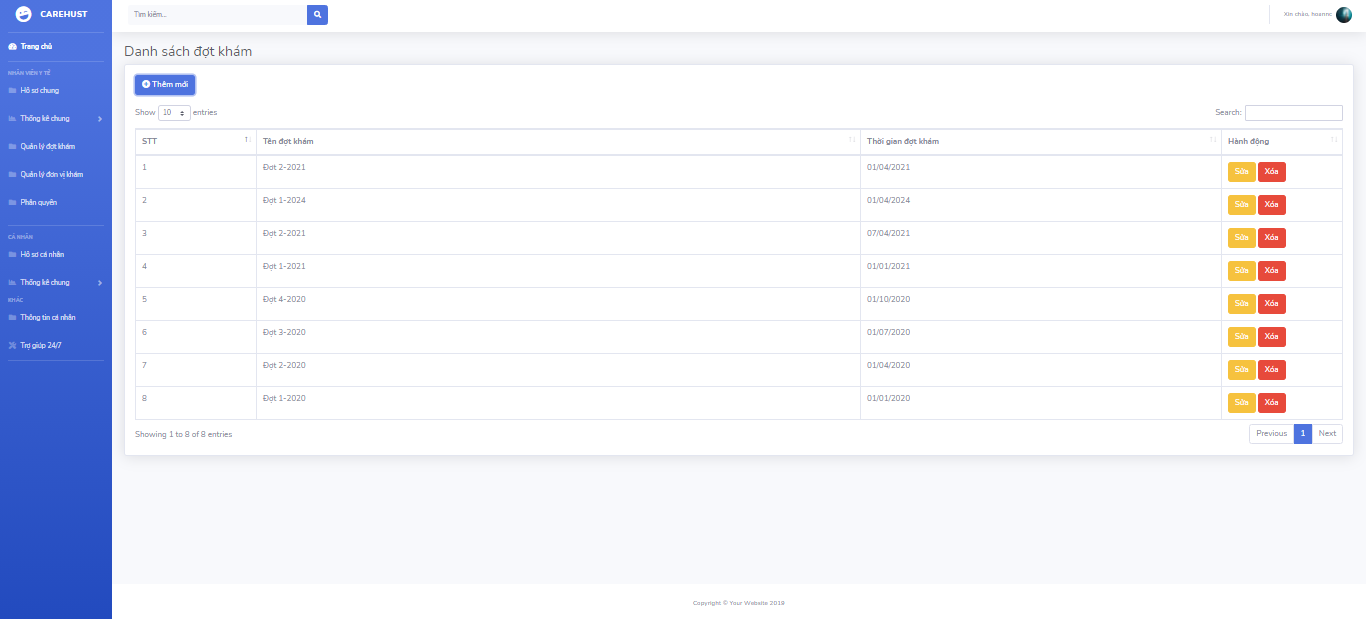 CAREHUST
Tìm kiếm...
Xin chào, hoannc
Trang chủ
NHÂN VIÊN Y TẾ
Hồ sơ chung
Thống kê chung
Quản lý đợt khám
Quản lý đơn vị khám
Phân quyền
CÁ NHÂN
Hồ sơ cá nhân
Thống kê chung
KHÁC
Thông tin cá nhân
Trợ giúp 24/7
Danh sách đợt khám
Thêm mới
Show 10 entries
Search:
STT Tên đợt khám Thời gian đợt khám Hành động
1 Đợt 2-2021 01/04/2021 Sửa Xóa
2 Đợt 1-2024 01/04/2024 Sửa Xóa
3 Đợt 2-2021 07/04/2021 Sửa Xóa
4 Đợt 1-2021 01/01/2021 Sửa Xóa
5 Đợt 4-2020 01/10/2020 Sửa Xóa
6 Đợt 3-2020 01/07/2020 Sửa Xóa
7 Đợt 2-2020 01/04/2020 Sửa Xóa
8 Đợt 1-2020 01/01/2020 Sửa Xóa
Showing 1 to 8 of 8 entries
Previous 1 Next
Copyright © Your Website 2019